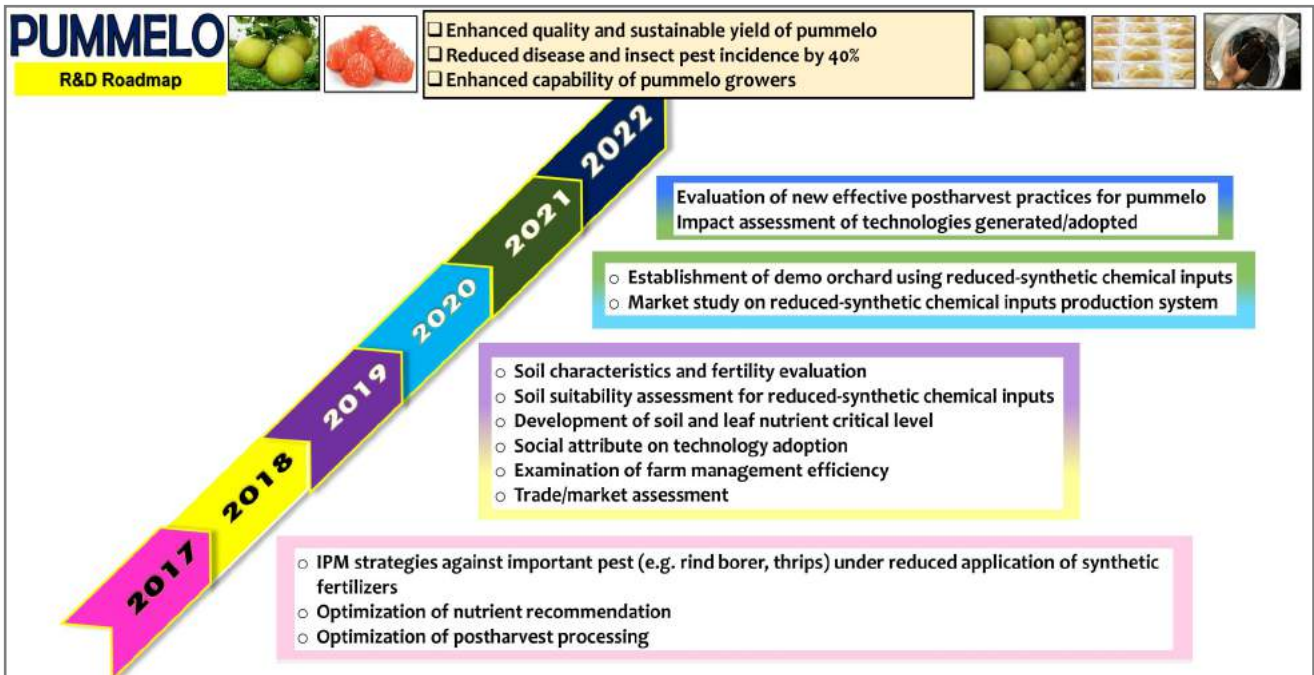 PUMMELO
R&D Roadmap
❑ Enhanced quality and sustainable yield of pummelo
❑ Reduced disease and insect pest incidence by 40%
❑ Enhanced capability of pummelo growers
2022
2021
2020
2019
2018
2017
Evaluation of new effective postharvest practices for pummelo
Impact assessment of technologies generated/adopted
○ Establishment of demo orchard using reduced-synthetic chemical inputs
○ Market study on reduced-synthetic chemical inputs production system
○ Soil characteristics and fertility evaluation
○ Soil suitability assessment for reduced-synthetic chemical inputs
○ Development of soil and leaf nutrient critical level
○ Social attribute on technology adoption
○ Examination of farm management efficiency
○ Trade/market assessment
○ IPM strategies against important pest (e.g. rind borer, thrips) under reduced application of synthetic
fertilizers
○ Optimization of nutrient recommendation
○ Optimization of postharvest processing